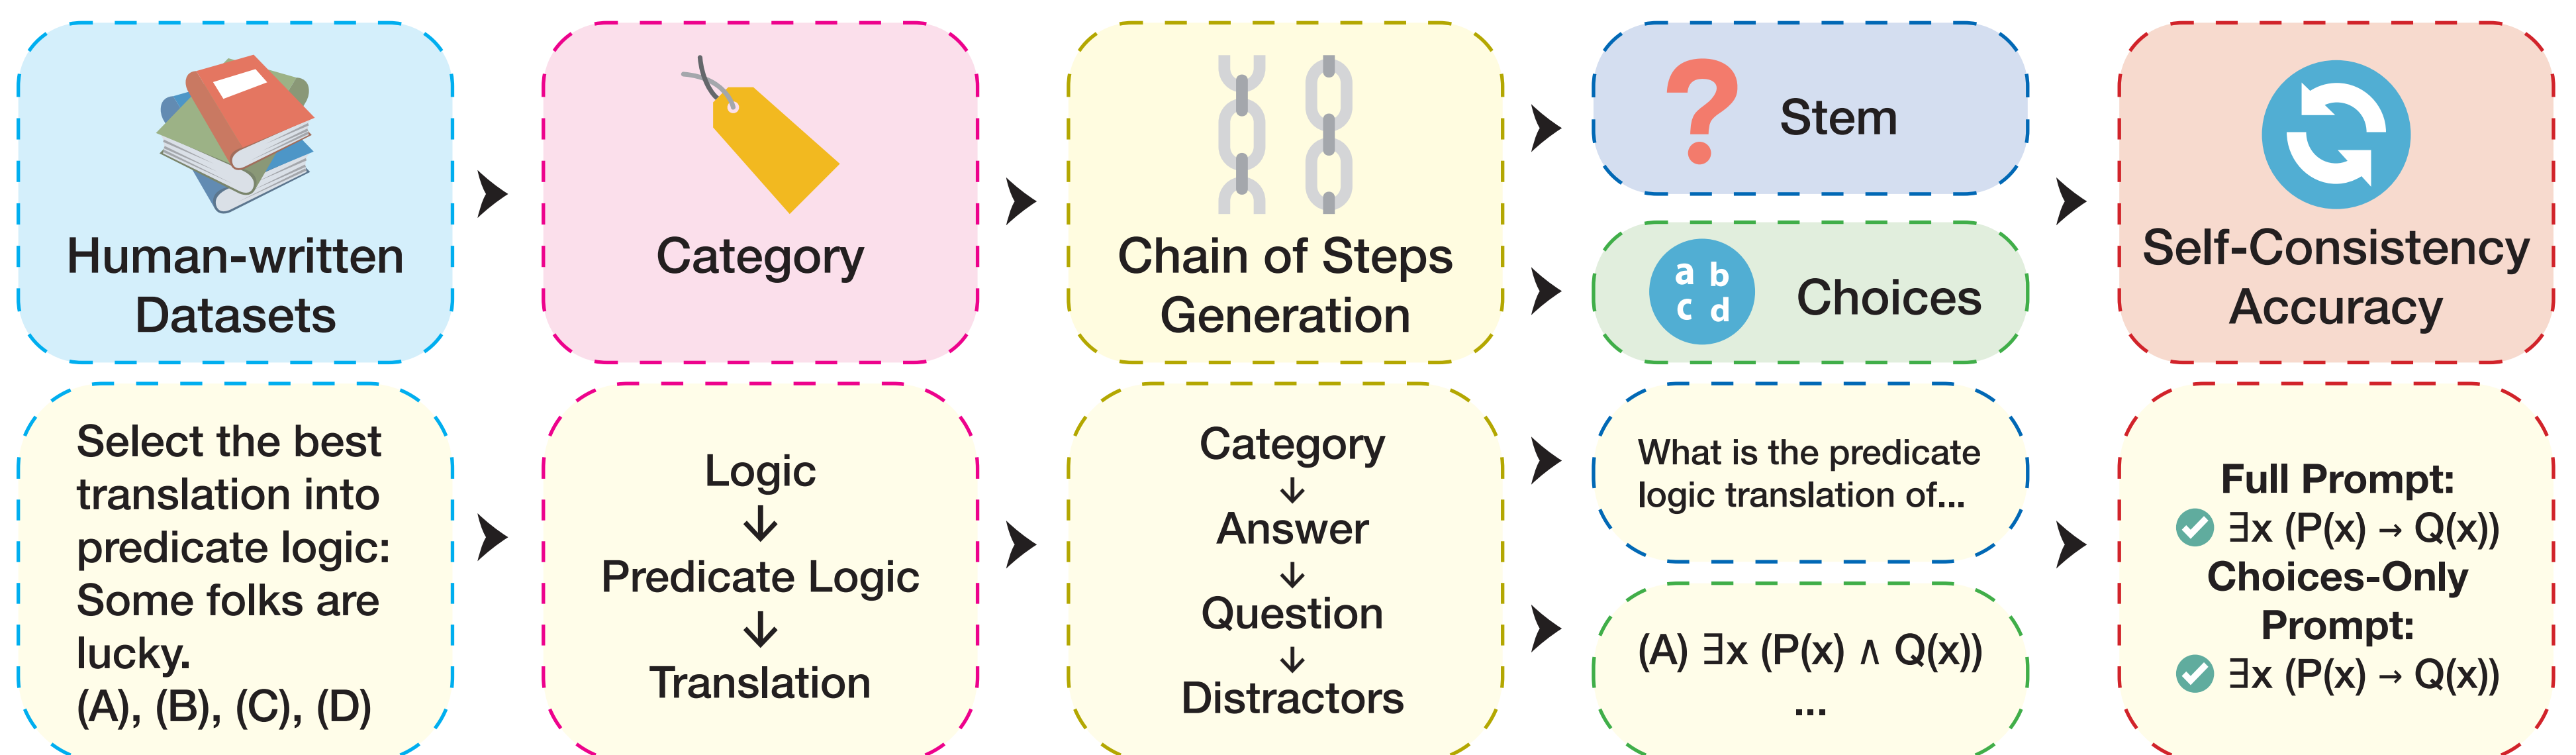 Human-written
Datasets
Category
Chain of Steps
Generation
Stem
a b
c d
Choices
Self-Consistency
Accuracy
Select the best
translation into
predicate logic:
Some folks are
lucky.
(A), (B), (C), (D)
Logic
↓
Predicate Logic
↓
Translation
Category
↓
Answer
↓
Question
↓
Distractors
What is the predicate
logic translation of...
(A) ∃x (P(x) ∧ Q(x))
...
Full Prompt:
∃x (P(x) → Q(x))
Choices-Only
Prompt:
∃x (P(x) → Q(x))